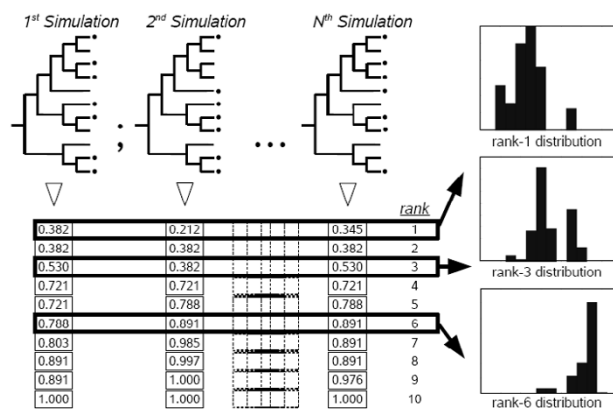 1st Simulation 2nd Simulation Nth Simulation
; ...
rank-1 distribution
rank
0.382 0.212 0.345 1
0.382 0.382 0.382 2
0.530 0.382 0.530 3
rank-3 distribution
0.721 0.721 0.721 4
0.721 0.788 0.788 5
0.788 0.891 0.891 6
0.803 0.985 0.891 7
0.891 0.997 0.891 8
0.891 1.000 0.976 9
1.000 1.000 1.000 10
rank-6 distribution